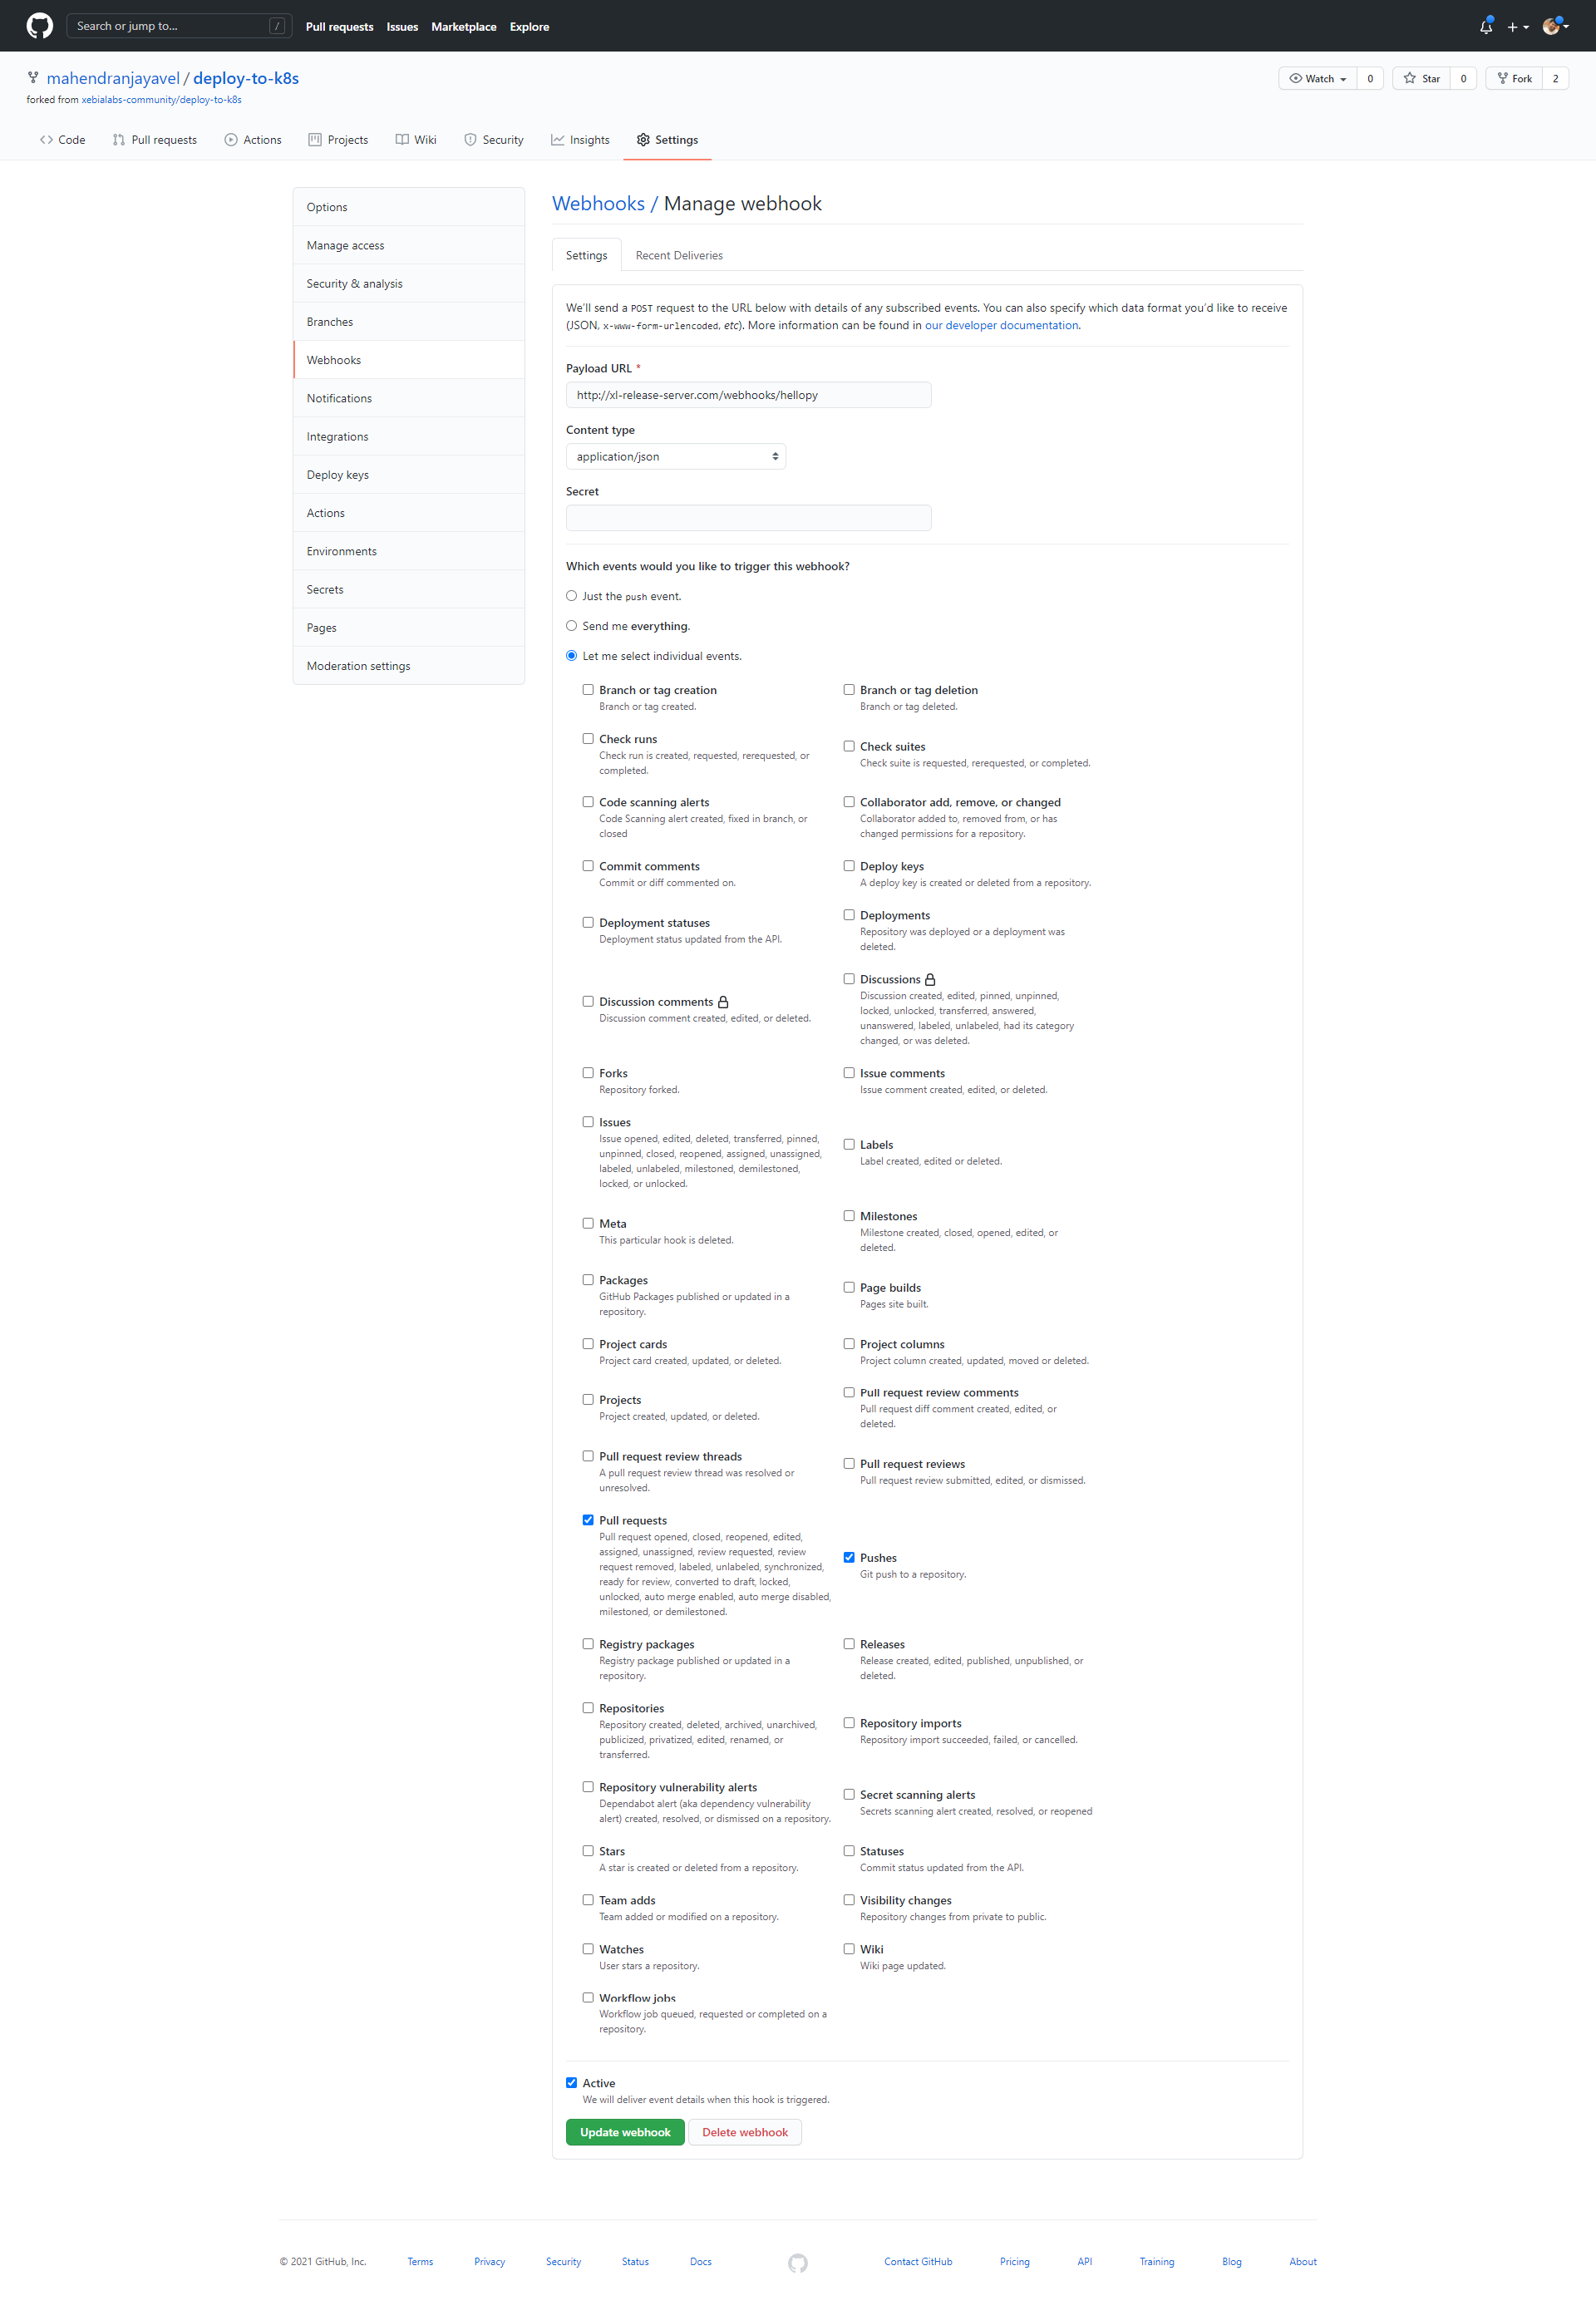 Search or jump to... /
Pull requests Issues Marketplace Explore
mahendranjayavel / deploy-to-k8s
forked from xebialabs-community/deploy-to-k8s
Watch 0 Star 0 Fork 2
Code Pull requests Actions Projects Wiki Security Insights Settings
Options
Manage access
Security & analysis
Branches
Webhooks
Notifications
Integrations
Deploy keys
Actions
Environments
Secrets
Pages
Moderation settings
Webhooks / Manage webhook
Settings Recent Deliveries
We'll send a POST request to the URL below with details of any subscribed events. You can also specify which data format you'd like to receive
(JSON, x-www-form-urlencoded, etc). More information can be found in our developer documentation.
Payload URL *
http://xl-release-server.com/webhooks/hellopy
Content type
application/json
Secret
Which events would you like to trigger this webhook?
Just the push event.
Send me everything.
Let me select individual events.
Branch or tag creation
Branch or tag created.
Branch or tag deletion
Branch or tag deleted.
Check runs
Check run is created, requested, rerequested, or
completed.
Check suites
Check suite is requested, rerequested, or completed.
Code scanning alerts
Code Scanning alert created, fixed in branch, or
closed
Collaborator add, remove, or changed
Collaborator added to, removed from, or has
changed permissions for a repository.
Commit comments
Commit or diff commented on.
Deploy keys
A deploy key is created or deleted from a repository.
Deployment statuses
Deployment status updated from the API.
Deployments
Repository was deployed or a deployment was
deleted.
Discussion comments
Discussion comment created, edited, or deleted.
Discussions
Discussion created, edited, pinned, unpinned,
locked, unlocked, transferred, answered,
unanswered, labeled, unlabeled, had its category
changed, or was deleted.
Forks
Repository forked.
Issue comments
Issue comment created, edited, or deleted.
Issues
Issue opened, edited, deleted, transferred, pinned,
unpinned, closed, reopened, assigned, unassigned,
labeled, unlabeled, milestoned, demilestoned,
locked, or unlocked.
Labels
Label created, edited or deleted.
Meta
This particular hook is deleted.
Milestones
Milestone created, closed, opened, edited, or
deleted.
Packages
GitHub Packages published or updated in a
repository.
Page builds
Pages site built.
Project cards
Project card created, updated, or deleted.
Project columns
Project column created, updated, moved or deleted.
Projects
Project created, updated, or deleted.
Pull request review comments
Pull request diff comment created, edited, or
deleted.
Pull request review threads
A pull request review thread was resolved or
unresolved.
Pull request reviews
Pull request review submitted, edited, or dismissed.
Pull requests
Pull request opened, closed, reopened, edited,
assigned, unassigned, review requested, review
request removed, labeled, unlabeled, synchronized,
ready for review, converted to draft, locked,
unlocked, auto merge enabled, auto merge disabled,
milestoned, or demilestoned.
Pushes
Git push to a repository.
Registry packages
Registry package published or updated in a
repository.
Releases
Release created, edited, published, unpublished, or
deleted.
Repositories
Repository created, deleted, archived, unarchived,
publicized, privatized, edited, renamed, or
transferred.
Repository imports
Repository import succeeded, failed, or cancelled.
Repository vulnerability alerts
Dependabot alert (aka dependency vulnerability
alert) created, resolved, or dismissed on a repository.
Secret scanning alerts
Secrets scanning alert created, resolved, or reopened
Stars
A star is created or deleted from a repository.
Statuses
Commit status updated from the API.
Team adds
Team added or modified on a repository.
Visibility changes
Repository changes from private to public.
Watches
User stars a repository.
Wiki
Wiki page updated.
Workflow jobs
Workflow job queued, requested or completed on a
repository.
Active
We will deliver event details when this hook is triggered.
Update webhook Delete webhook
© 2021 GitHub, Inc. Terms Privacy Security Status Docs Contact GitHub Pricing API Training Blog About